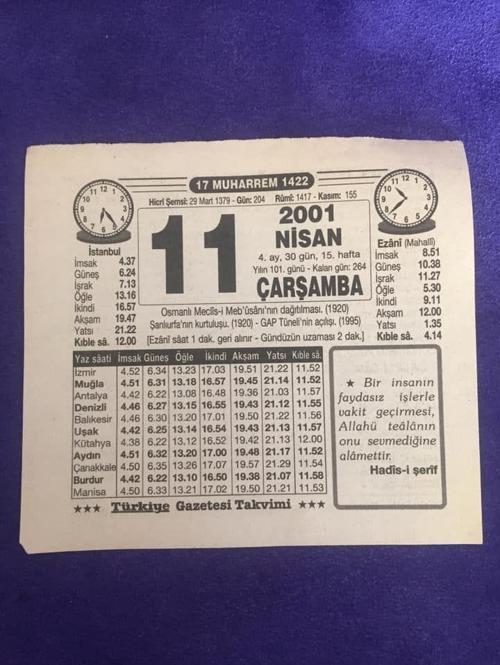 17 MUHARREM 1422
Hicri Şemsi: 29 Mart 1379 - Gün: 204 Rûmî: 1417 - Kasım: 155
11
2001
NİSAN
4. ay, 30 gün, 15. hafta
Yılın 101. günü - Kalan gün: 264
ÇARŞAMBA
Osmanlı Meclîs-i Meb'ûsânı'nın dağıtılması. (1920)
Şanlıurfa'nın kurtuluşu. (1920) - GAP Tüneli'nin açılışı. (1995)
[Ezânî sâat 1 dak. geri alınır - Gündüzün uzaması 2 dak.]
İstanbul
İmsak 4.37
Güneş 6.24
İşrak 7.13
Öğle 13.16
İkindi 16.57
Akşam 19.47
Yatsı 21.22
Kıble sâ. 12.00
Ezânî (Mahallî)
İmsak 8.51
Güneş 10.38
İşrak 11.27
Öğle 5.30
İkindi 9.11
Akşam 12.00
Yatsı 1.35
Kıble sâ. 4.14
Yaz sâati İmsak Güneş Öğle İkindi Akşam Yatsı Kıble sâ.
İzmir 4.52 6.34 13.23 17.03 19.51 21.22 11.52
Muğla 4.51 6.31 13.18 16.57 19.45 21.14 11.52
Antalya 4.42 6.22 13.08 16.48 19.36 21.03 11.57
Denizli 4.46 6.27 13.15 16.55 19.43 21.12 11.55
Balıkesir 4.46 6.30 13.20 17.01 19.50 21.22 11.56
Uşak 4.42 6.25 13.14 16.54 19.43 21.13 11.57
Kütahya 4.38 6.22 13.12 16.52 19.42 21.13 12.00
Aydın 4.51 6.32 13.20 17.00 19.48 21.17 11.52
Çanakkale 4.50 6.35 13.26 17.07 19.57 21.29 11.54
Burdur 4.42 6.22 13.10 16.50 19.38 21.07 11.58
Manisa 4.50 6.33 13.21 17.02 19.50 21.21 11.53
★ Bir insanın
faydasız işlerle
vakit geçirmesi,
Allahü teâlânın
onu sevmediğine
alâmettir.
Hadîs-i şerîf
★★★ Türkiye Gazetesi Takvimi ★★★